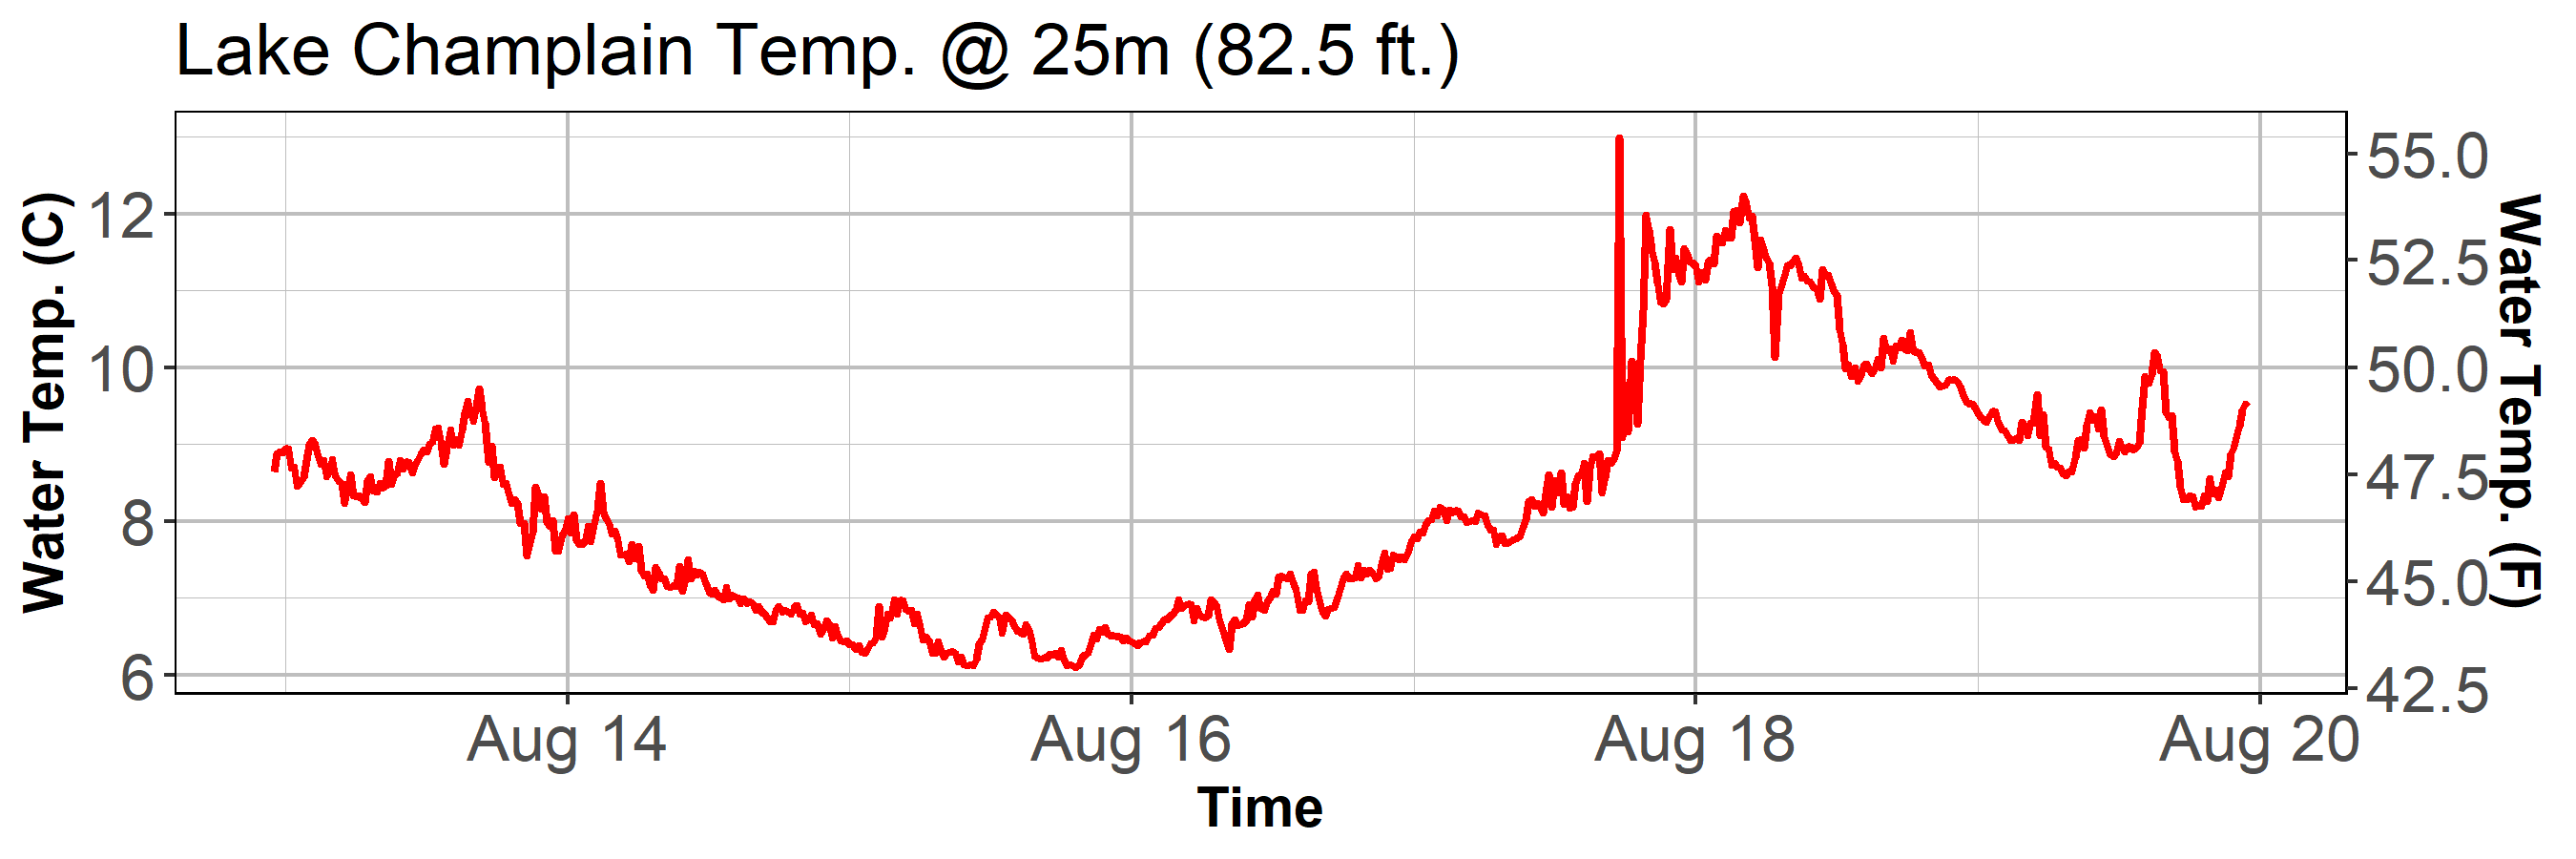 Lake Champlain Temp. @ 25m (82.5 ft.)
Water Temp. (C)
12
10
8
6
55.0
52.5
50.0
47.5
45.0
42.5
Water Temp. (F)
Aug 14 Aug 16 Aug 18 Aug 20
Time